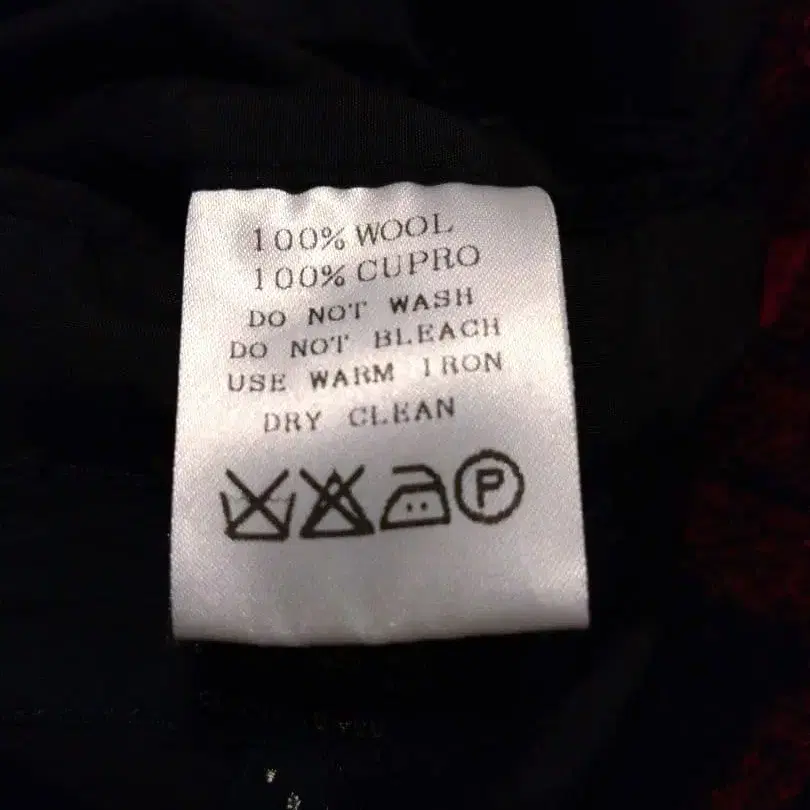 100% WOOL
100% CUPRO
DO NOT WASH
DO NOT BLEACH
USE WARM IRON
DRY CLEAN
P